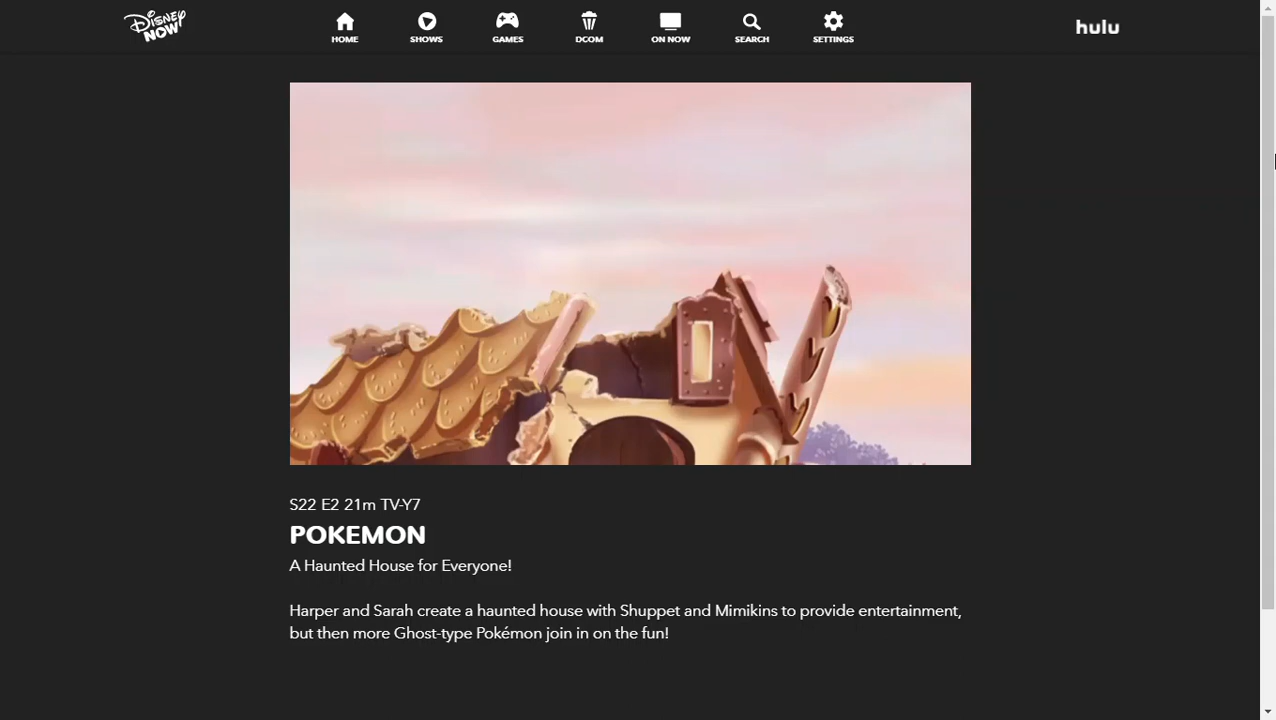 Disney NOW
HOME SHOWS GAMES DCOM ON NOW SEARCH SETTINGS
hulu
S22 E2 21m TV-Y7
POKEMON
A Haunted House for Everyone!
Harper and Sarah create a haunted house with Shuppet and Mimikins to provide entertainment,
but then more Ghost-type Pokémon join in on the fun!